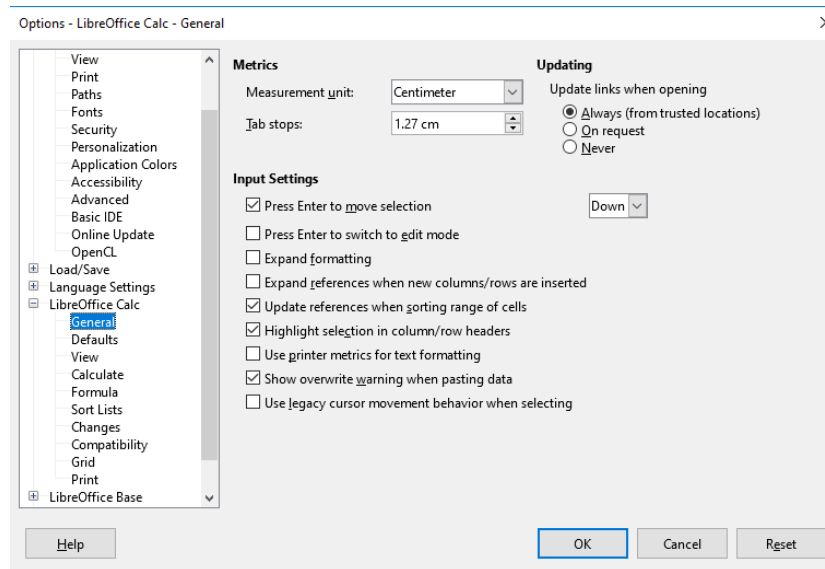 Options - LibreOffice Calc - General
View
Print
Paths
Fonts
Security
Personalization
Application Colors
Accessibility
Advanced
Basic IDE
Online Update
OpenCL
Load/Save
Language Settings
LibreOffice Calc
General
Defaults
View
Calculate
Formula
Sort Lists
Changes
Compatibility
Grid
Print
LibreOffice Base
Metrics
Measurement unit: Centimeter
Tab stops: 1.27 cm
Updating
Update links when opening
Always (from trusted locations)
On request
Never
Input Settings
Press Enter to move selection Down
Press Enter to switch to edit mode
Expand formatting
Expand references when new columns/rows are inserted
Update references when sorting range of cells
Highlight selection in column/row headers
Use printer metrics for text formatting
Show overwrite warning when pasting data
Use legacy cursor movement behavior when selecting
Help OK Cancel Reset